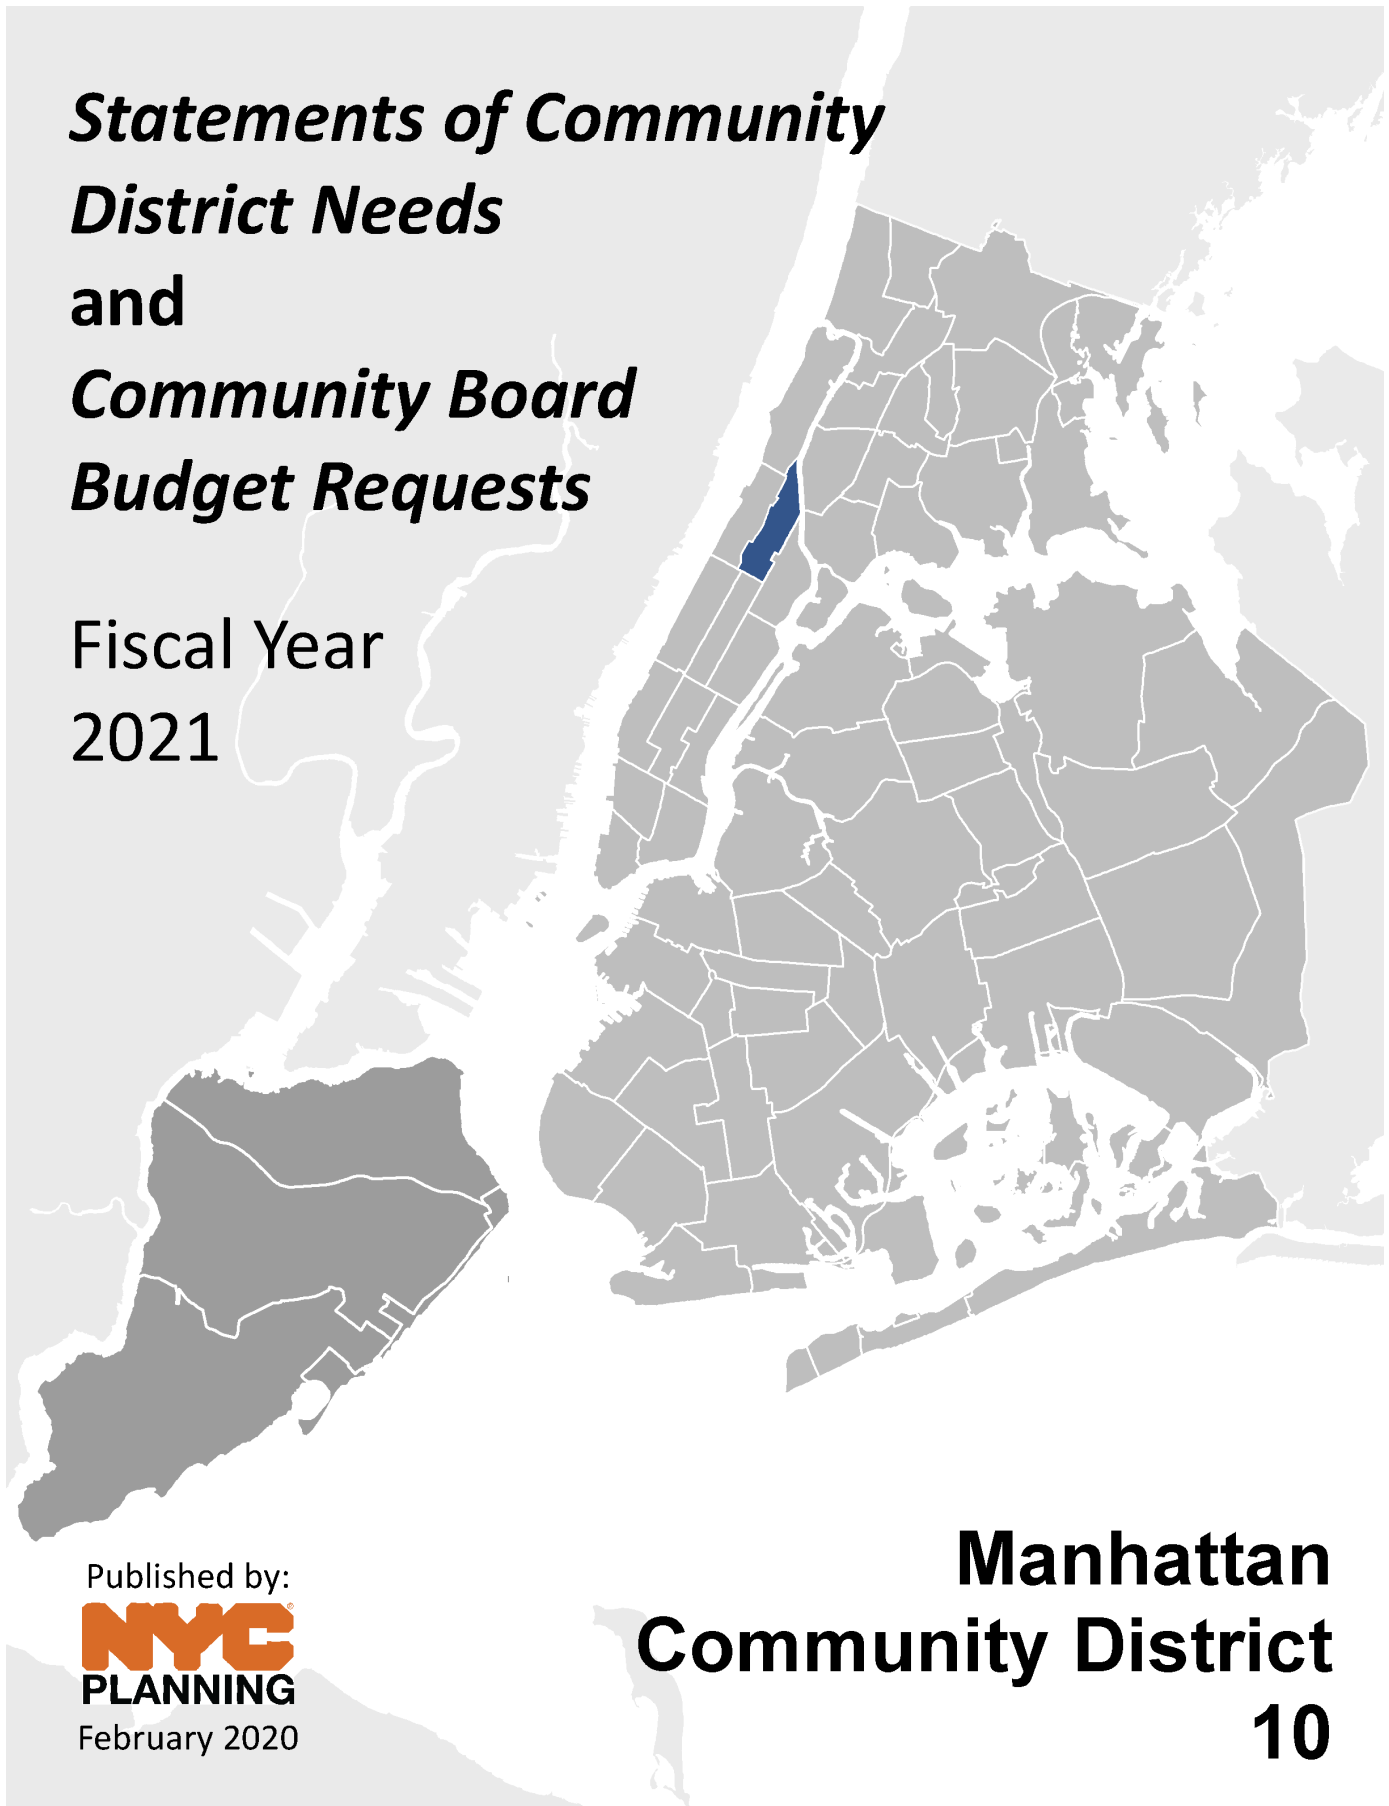 Statements of Community
District Needs
and
Community Board
Budget Requests
Fiscal Year
2021
Published by:
NYC®
PLANNING
February 2020
Manhattan
Community District
10